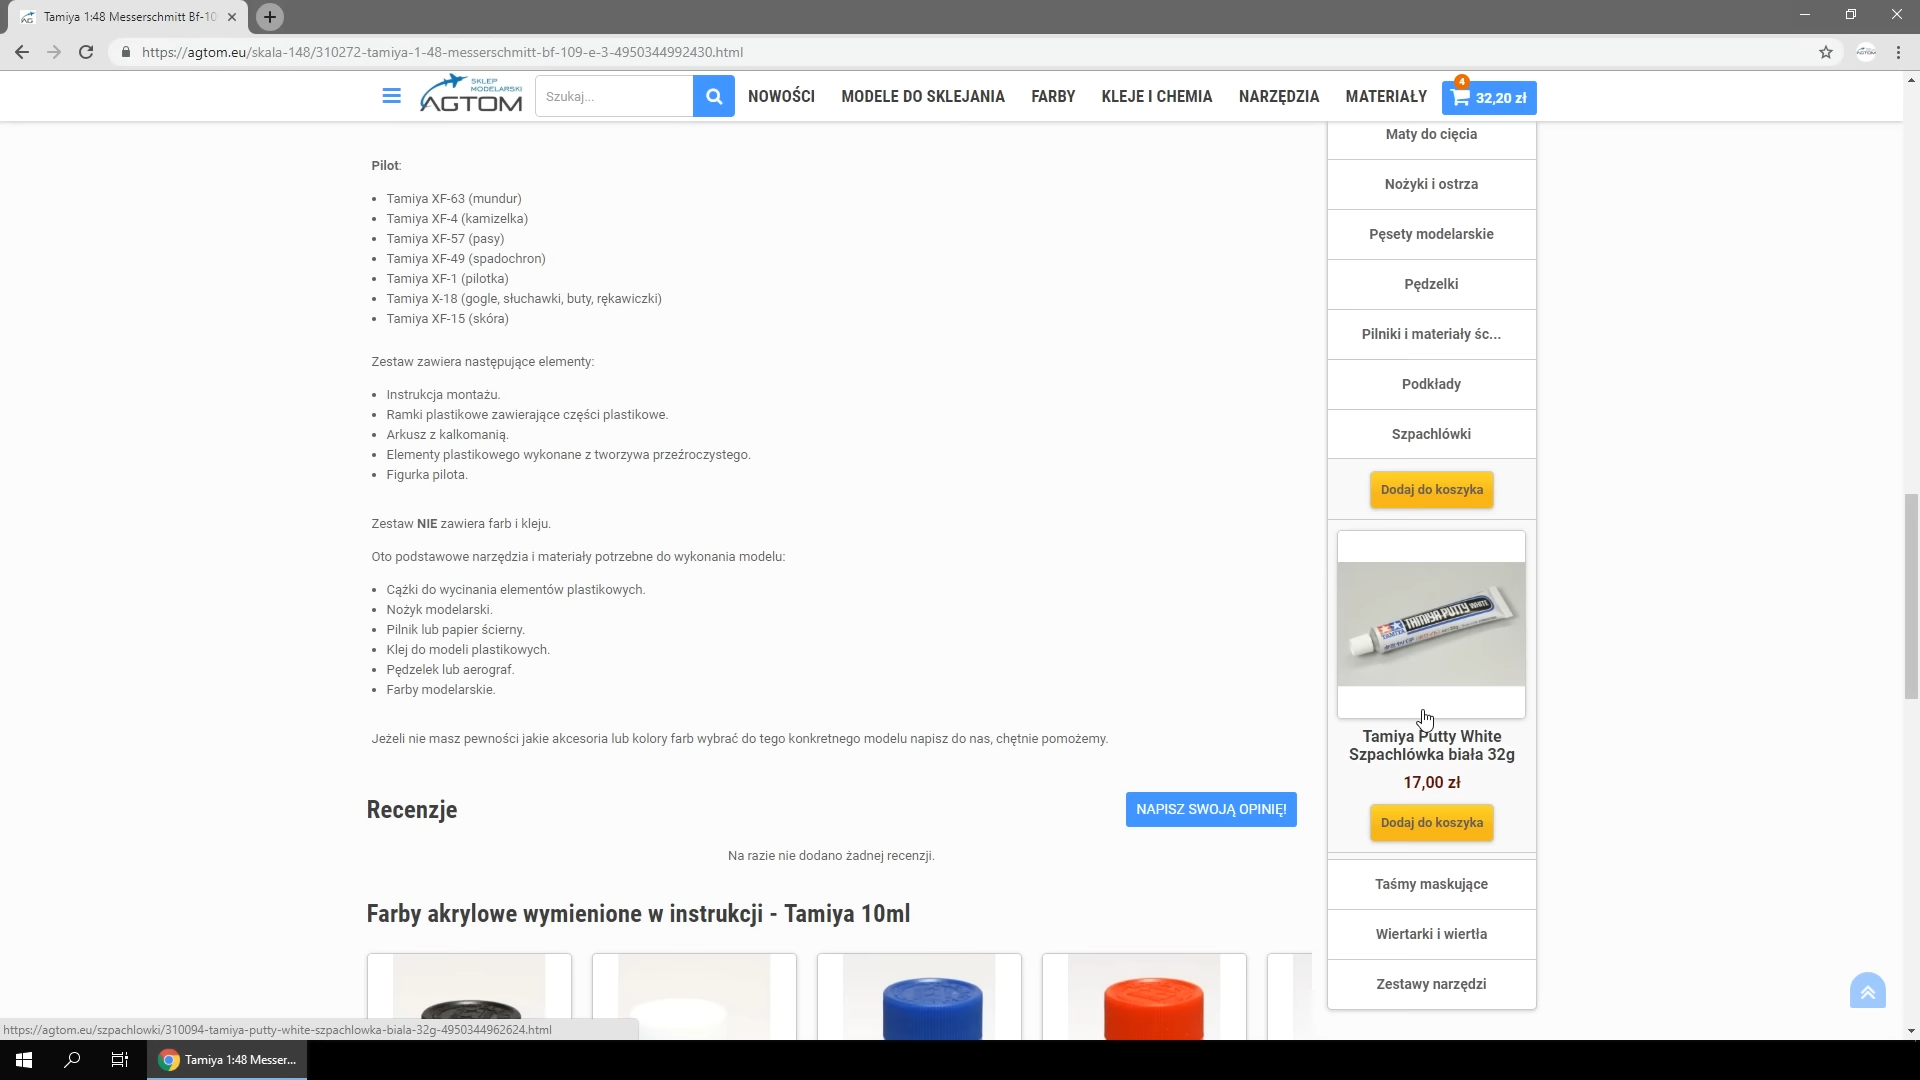 Tamiya 1:48 Messerschmitt Bf-10
https://agtom.eu/skala-148/310272-tamiya-1-48-messerschmitt-bf-109-e-3-4950344992430.html
SKLEP
MODELARSKI
AGTOM
Szukaj...
NOWOŚCI
MODELE DO SKLEJANIA
FARBY
KLEJE I CHEMIA
NARZĘDZIA
MATERIAŁY
4
32,20 zł
Pilot:
• Tamiya XF-63 (mundur)
• Tamiya XF-4 (kamizelka)
• Tamiya XF-57 (pasy)
• Tamiya XF-49 (spadochron)
• Tamiya XF-1 (pilotka)
• Tamiya X-18 (gogle, słuchawki, buty, rękawiczki)
• Tamiya XF-15 (skóra)
Zestaw zawiera następujące elementy:
• Instrukcja montażu.
• Ramki plastikowe zawierające części plastikowe.
• Arkusz z kalkomanią.
• Elementy plastikowego wykonane z tworzywa przeźroczystego.
• Figurka pilota.
Zestaw NIE zawiera farb i kleju.
Oto podstawowe narzędzia i materiały potrzebne do wykonania modelu:
• Cążki do wycinania elementów plastikowych.
• Nożyk modelarski.
• Pilnik lub papier ścierny.
• Klej do modeli plastikowych.
• Pędzelek lub aerograf.
• Farby modelarskie.
Jeżeli nie masz pewności jakie akcesoria lub kolory farb wybrać do tego konkretnego modelu napisz do nas, chętnie pomożemy.
Recenzje
NAPISZ SWOJĄ OPINIĘ!
Na razie nie dodano żadnej recenzji.
Farby akrylowe wymienione w instrukcji - Tamiya 10ml
Maty do cięcia
Nożyki i ostrza
Pęsety modelarskie
Pędzelki
Pilniki i materiały śc...
Podkłady
Szpachlówki
Dodaj do koszyka
TAMIYA PUTTY WHITE
Tamiya Putty White
Szpachlówka biała 32g
17,00 zł
Dodaj do koszyka
Taśmy maskujące
Wiertarki i wiertła
Zestawy narzędzi
https://agtom.eu/szpachlowki/310094-tamiya-putty-white-szpachlowka-biala-32g-4950344962624.html
Tamiya 1:48 Messer...